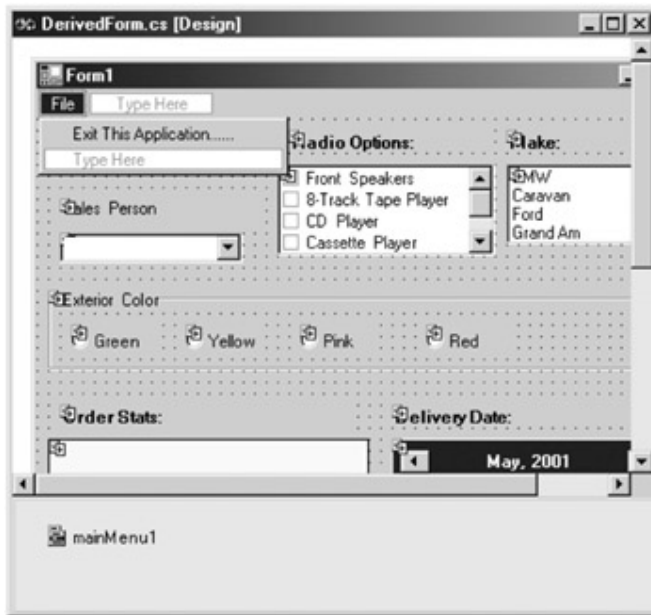 DerivedForm.cs [Design]
Form1
File Type Here
Exit This Application......
Type Here
Radio Options: Make:
Front Speakers
8-Track Tape Player
CD Player
Cassette Player
BMW
Caravan
Ford
Grand Am
Sales Person
Exterior Color
Green Yellow Pink Red
Order Stats: Delivery Date:
May, 2001
mainMenu1